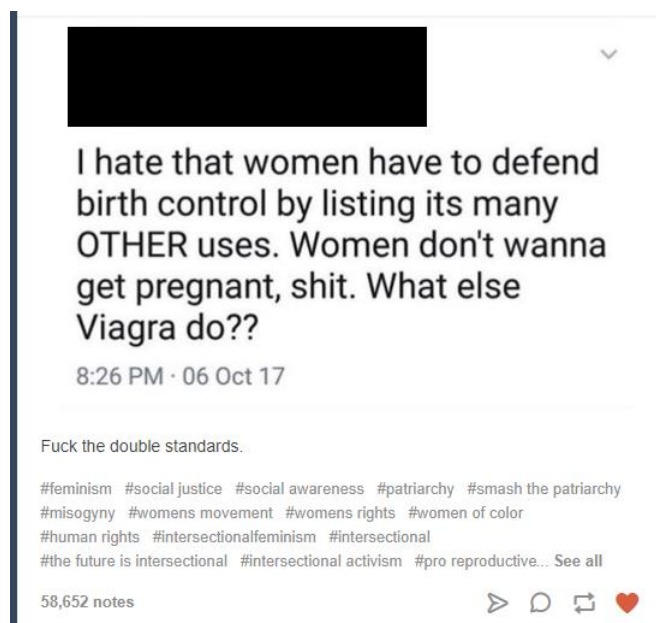 I hate that women have to defend
birth control by listing its many
OTHER uses. Women don't wanna
get pregnant, shit. What else
Viagra do??
8:26 PM · 06 Oct 17
Fuck the double standards.
#feminism #social justice #social awareness #patriarchy #smash the patriarchy
#misogyny #womens movement #womens rights #women of color
#human rights #intersectionalfeminism #intersectional
#the future is intersectional #intersectional activism #pro reproductive... See all
58,652 notes